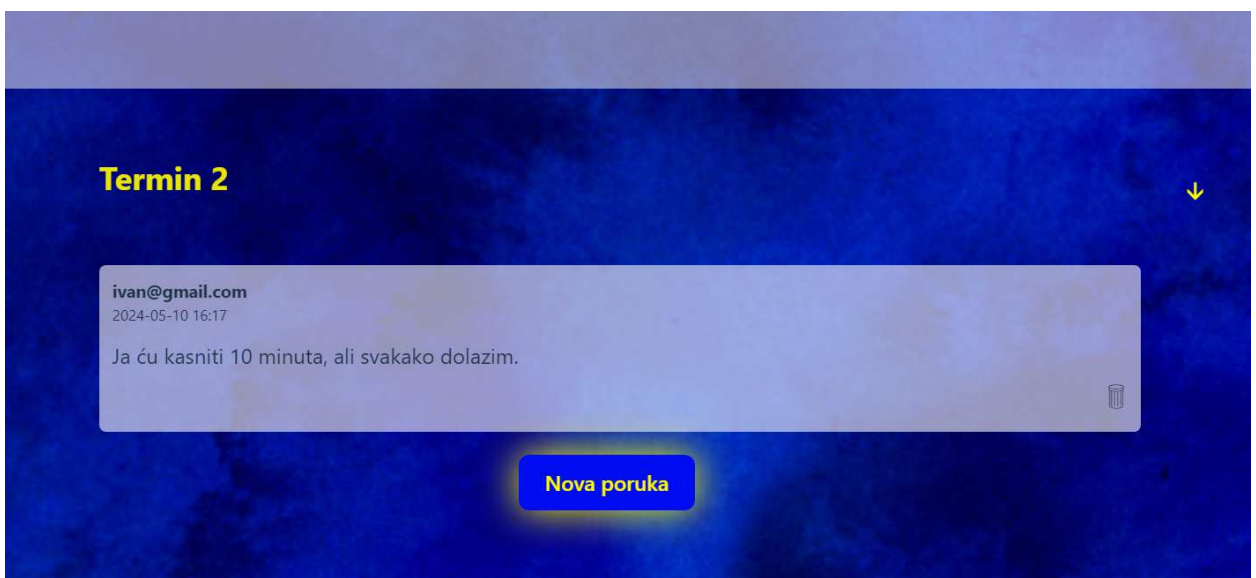 Termin 2
ivan@gmail.com
2024-05-10 16:17
Ja ću kasniti 10 minuta, ali svakako dolazim.
Nova poruka